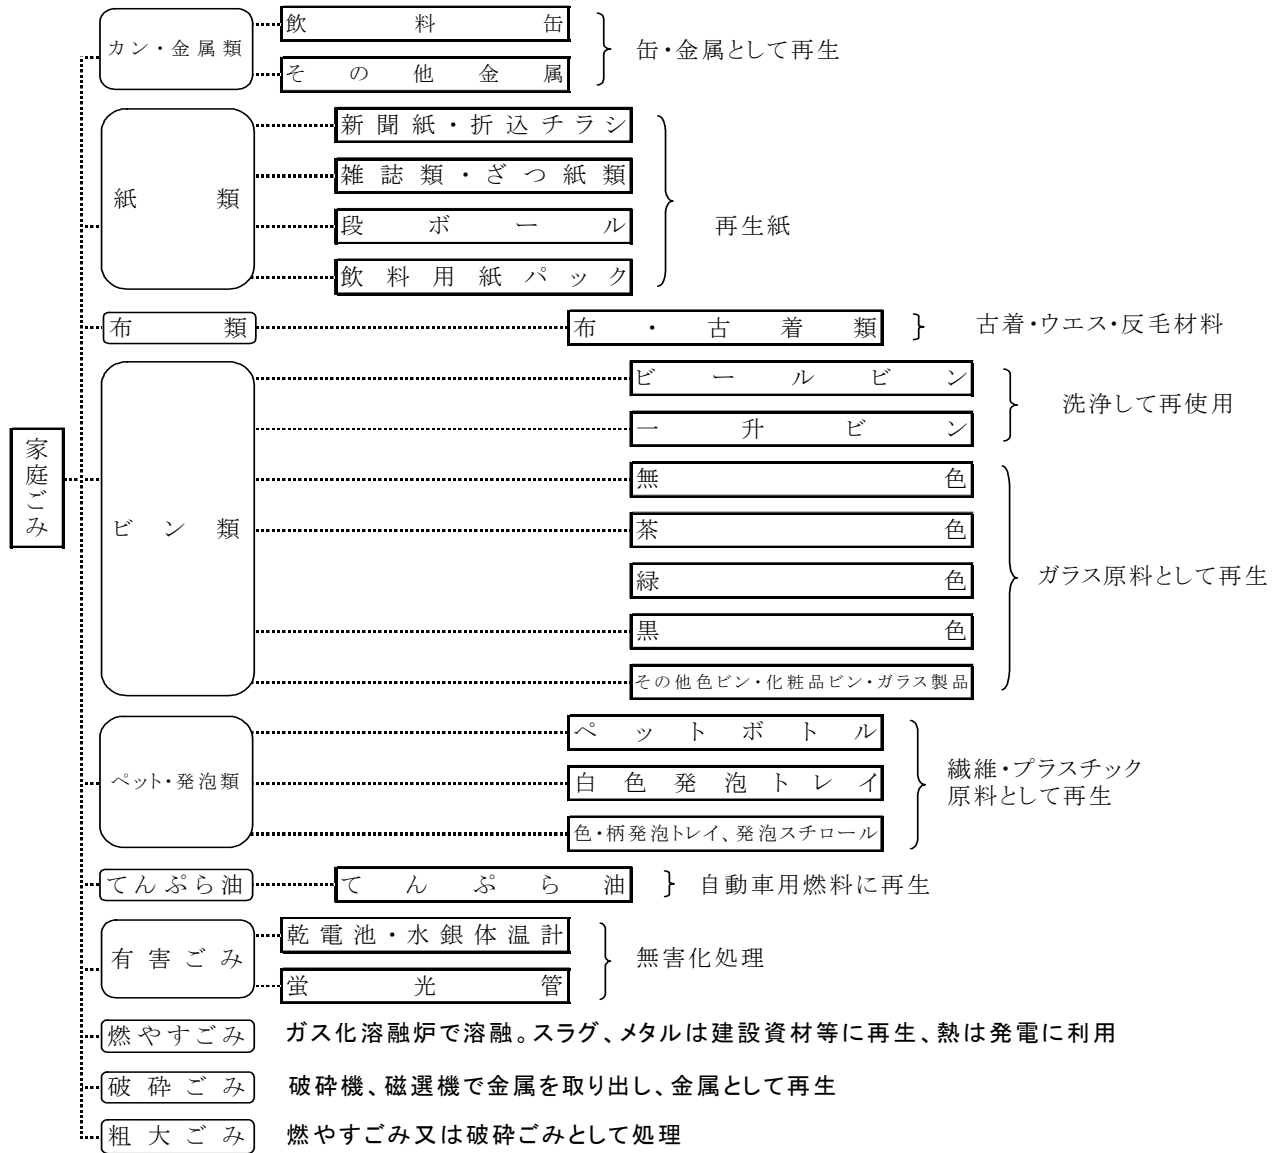 家庭ごみ
カン・金属類
飲料缶
その他金属
缶・金属として再生
紙類
新聞紙・折込チラシ
雑誌類・ざつ紙類
段ボール
飲料用紙パック
再生紙
布類
布・古着類
古着・ウエス・反毛材料
ビン類
ビールビン
一升ビン
洗浄して再使用
無色
茶色
緑色
黒色
その他色ビン・化粧品ビン・ガラス製品
ガラス原料として再生
ペット・発泡類
ペットボトル
白色発泡トレイ
色・柄発泡トレイ、発泡スチロール
繊維・プラスチック
原料として再生
てんぷら油
てんぷら油
自動車用燃料に再生
有害ごみ
乾電池・水銀体温計
蛍光管
無害化処理
燃やすごみ
ガス化溶融炉で溶融。スラグ、メタルは建設資材等に再生、熱は発電に利用
破砕ごみ
破砕機、磁選機で金属を取り出し、金属として再生
粗大ごみ
燃やすごみ又は破砕ごみとして処理